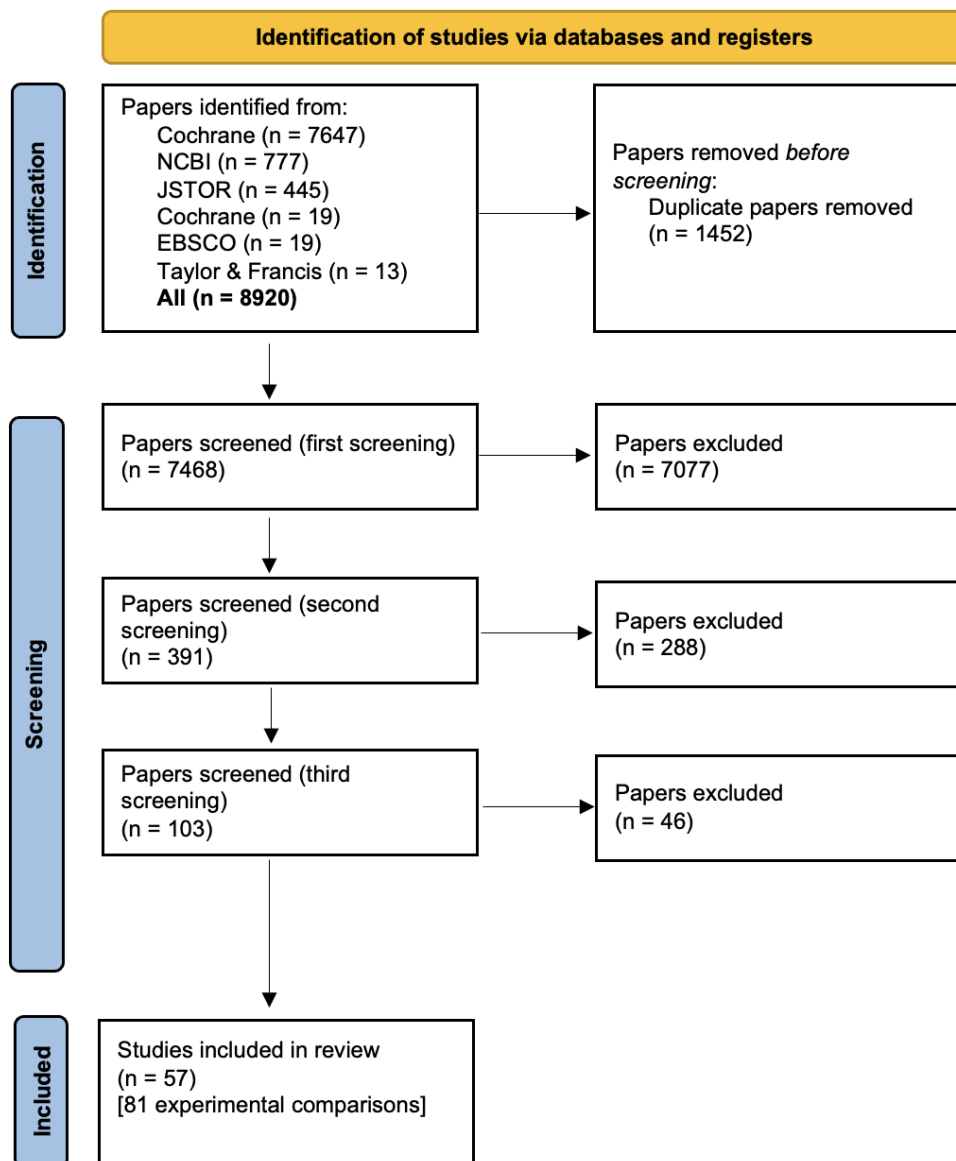 Identification of studies via databases and registers
Identification
Papers identified from:
Cochrane (n = 7647)
NCBI (n = 777)
JSTOR (n = 445)
Cochrane (n = 19)
EBSCO (n = 19)
Taylor & Francis (n = 13)
All (n = 8920)
Papers removed before
screening:
Duplicate papers removed
(n = 1452)
Screening
Papers screened (first screening)
(n = 7468)
Papers excluded
(n = 7077)
Papers screened (second
screening)
(n = 391)
Papers excluded
(n = 288)
Papers screened (third
screening)
(n = 103)
Papers excluded
(n = 46)
Included
Studies included in review
(n = 57)
[81 experimental comparisons]